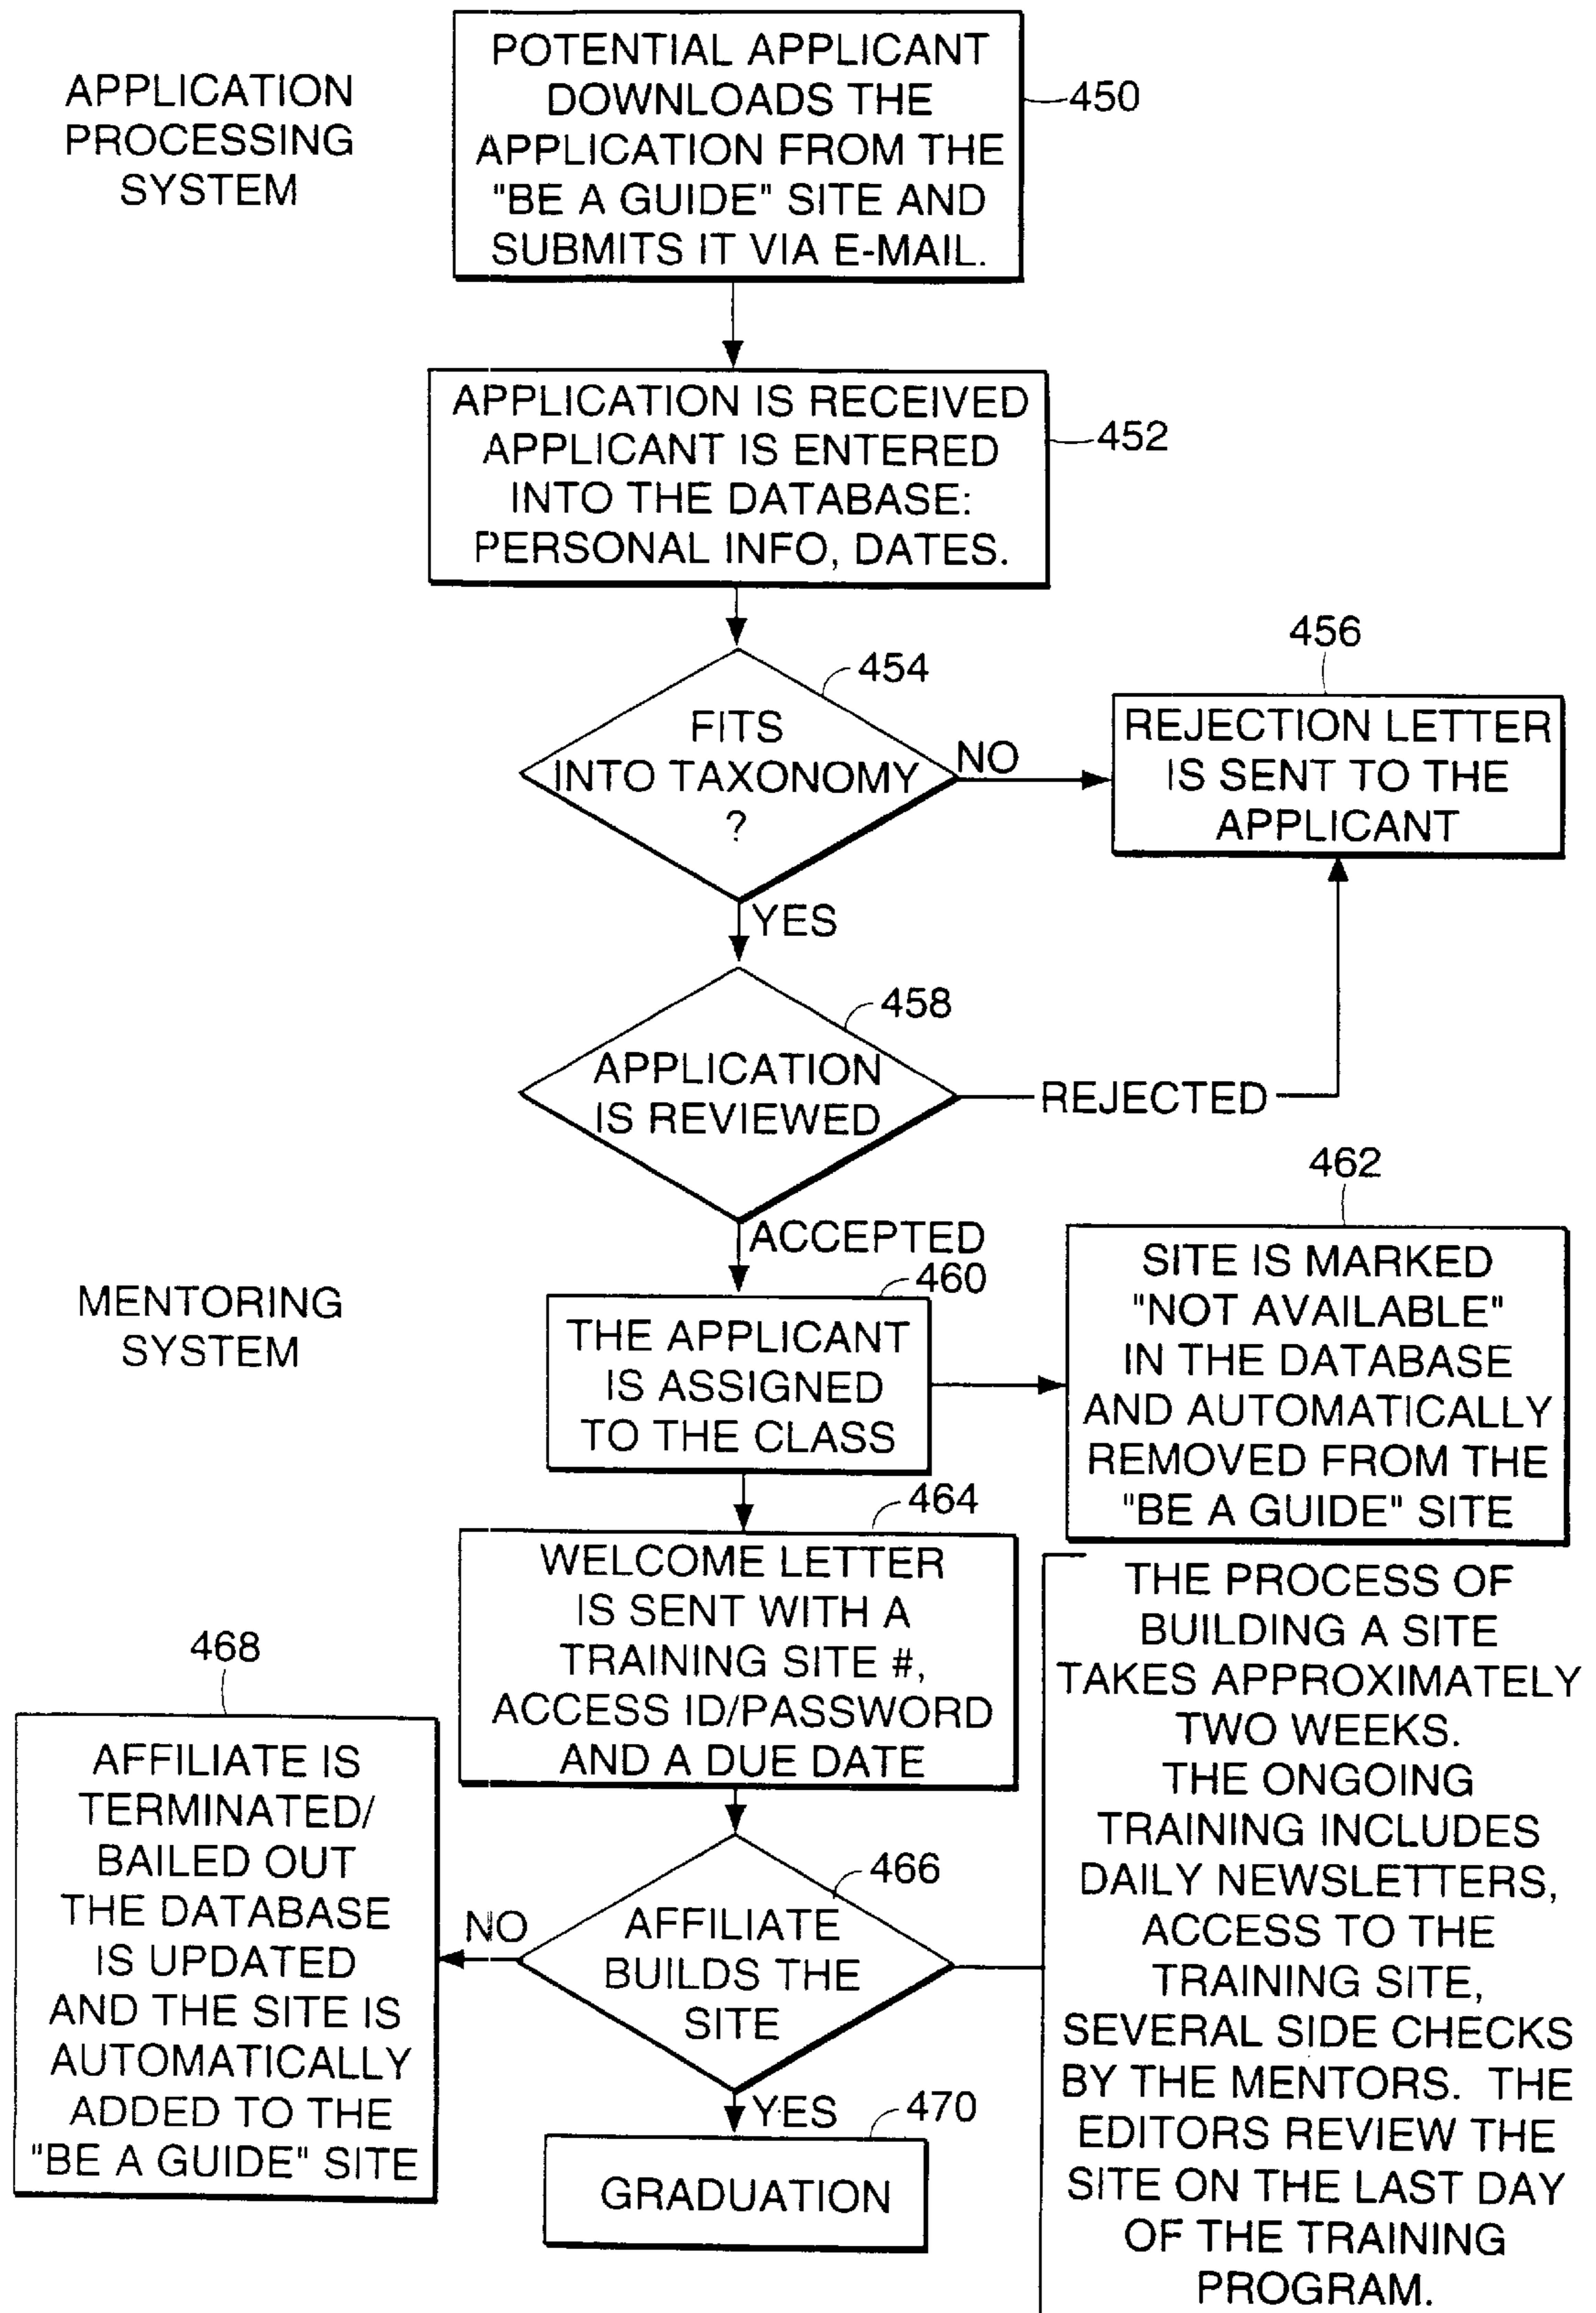 APPLICATION
PROCESSING
SYSTEM
POTENTIAL APPLICANT
DOWNLOADS THE
APPLICATION FROM THE
"BE A GUIDE" SITE AND
SUBMITS IT VIA E-MAIL.
450
APPLICATION IS RECEIVED
APPLICANT IS ENTERED
INTO THE DATABASE:
PERSONAL INFO, DATES.
452
454
FITS
INTO TAXONOMY
?
NO
456
REJECTION LETTER
IS SENT TO THE
APPLICANT
YES
458
APPLICATION
IS REVIEWED
REJECTED
ACCEPTED
MENTORING
SYSTEM
460
THE APPLICANT
IS ASSIGNED
TO THE CLASS
462
SITE IS MARKED
"NOT AVAILABLE"
IN THE DATABASE
AND AUTOMATICALLY
REMOVED FROM THE
"BE A GUIDE" SITE
464
WELCOME LETTER
IS SENT WITH A
TRAINING SITE #,
ACCESS ID/PASSWORD
AND A DUE DATE
466
AFFILIATE
BUILDS THE
SITE
NO
468
AFFILIATE IS
TERMINATED/
BAILED OUT
THE DATABASE
IS UPDATED
AND THE SITE IS
AUTOMATICALLY
ADDED TO THE
"BE A GUIDE" SITE
YES
470
GRADUATION
THE PROCESS OF
BUILDING A SITE
TAKES APPROXIMATELY
TWO WEEKS.
THE ONGOING
TRAINING INCLUDES
DAILY NEWSLETTERS,
ACCESS TO THE
TRAINING SITE,
SEVERAL SIDE CHECKS
BY THE MENTORS. THE
EDITORS REVIEW THE
SITE ON THE LAST DAY
OF THE TRAINING
PROGRAM.